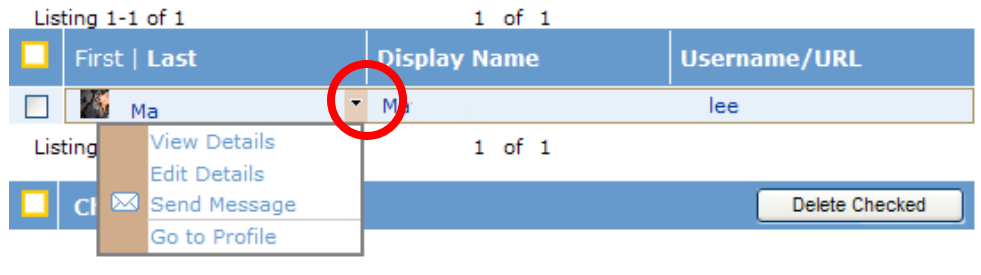 Listing 1-1 of 1 1 of 1
First | Last Display Name Username/URL
Ma Ma lee
Listing 1 of 1
View Details
Edit Details
Send Message
Delete Checked
Go to Profile